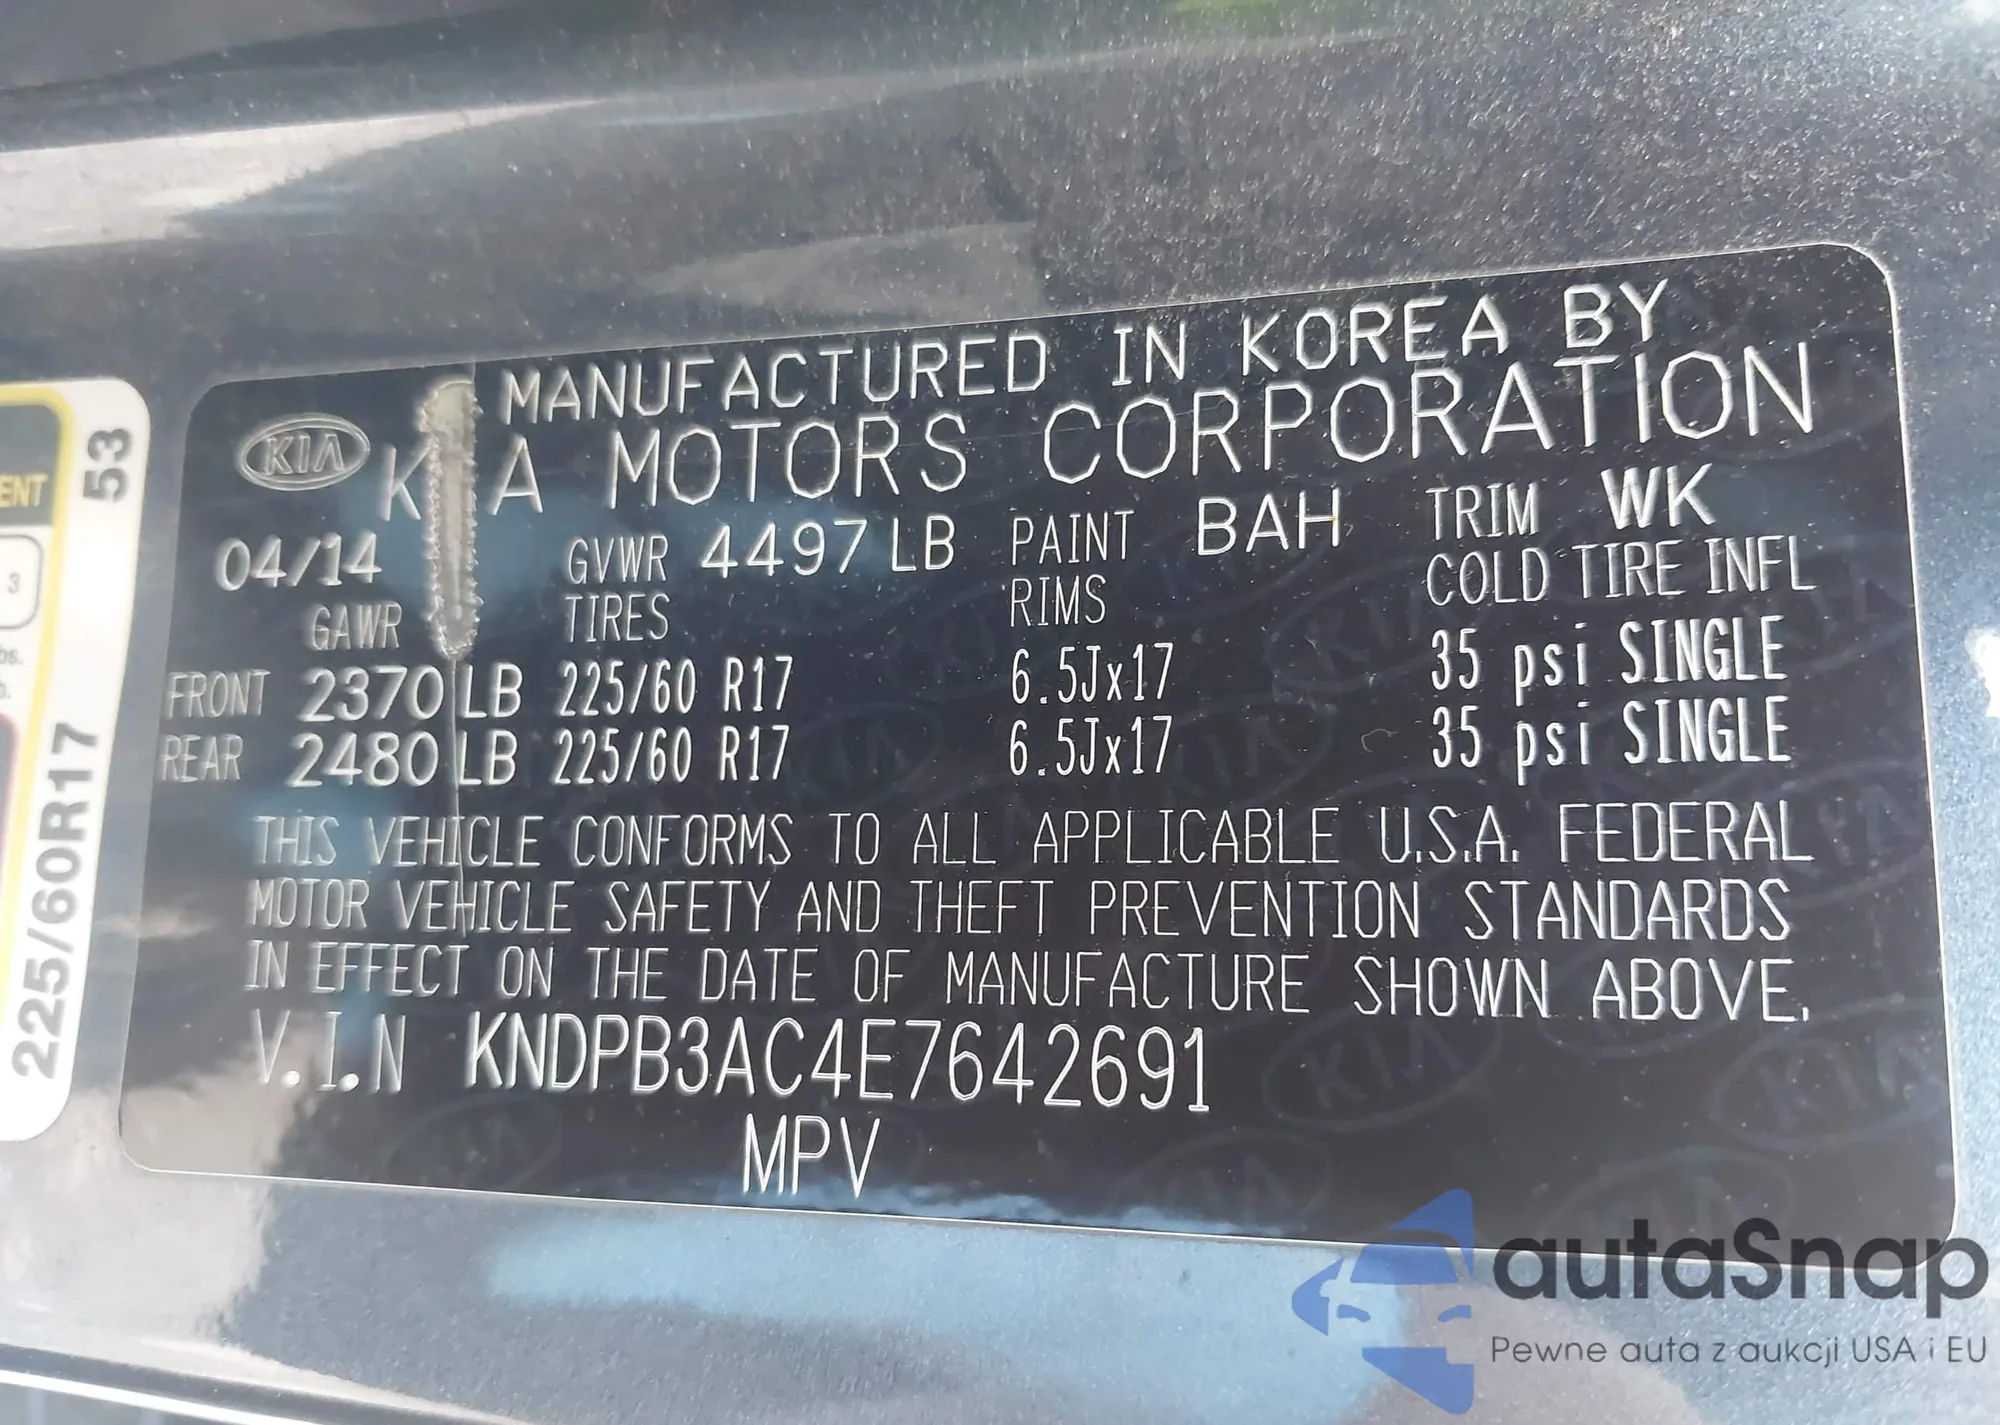 MANUFACTURED IN KOREA BY
KIA K A MOTORS CORPORATION
04/14 GVWR 4497 LB PAINT BAH TRIM WK
GAWR TIRES RIMS COLD TIRE INFL
FRONT 2370 LB 225/60 R17 6.5Jx17 35 psi SINGLE
REAR 2480 LB 225/60 R17 6.5Jx17 35 psi SINGLE
THIS VEHICLE CONFORMS TO ALL APPLICABLE U.S.A. FEDERAL
MOTOR VEHICLE SAFETY AND THEFT PREVENTION STANDARDS
IN EFFECT ON THE DATE OF MANUFACTURE SHOWN ABOVE.
V.I.N KNDPB3AC4E7642691
MPV
225/60R17 53
3
autaSnap
Pewne auta z aukcji USA i EU